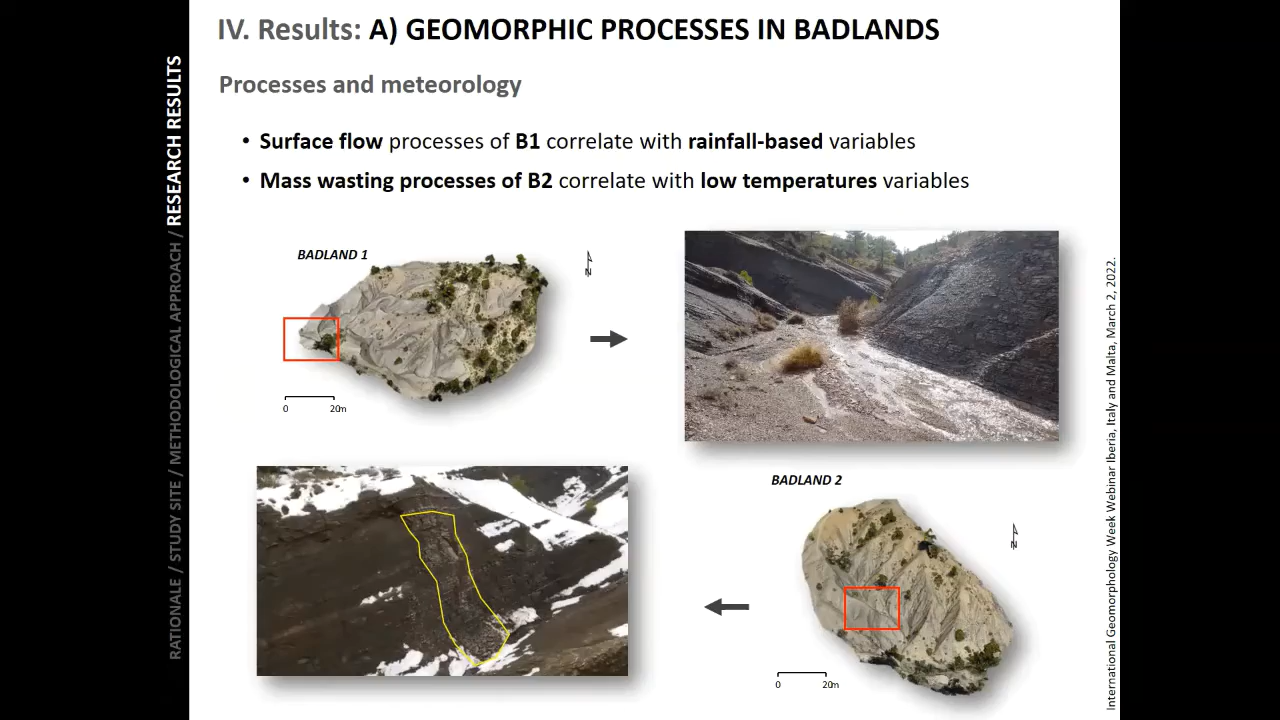 IV. Results: A) GEOMORPHIC PROCESSES IN BADLANDS
Processes and meteorology
• Surface flow processes of B1 correlate with rainfall-based variables
• Mass wasting processes of B2 correlate with low temperatures variables
BADLAND 1
N
0 20m
BADLAND 2
N
0 20m
RATIONALE / STUDY SITE / METHODOLOGICAL APPROACH / RESEARCH RESULTS
International Geomorphology Week Webinar Iberia, Italy and Malta, March 2, 2022.